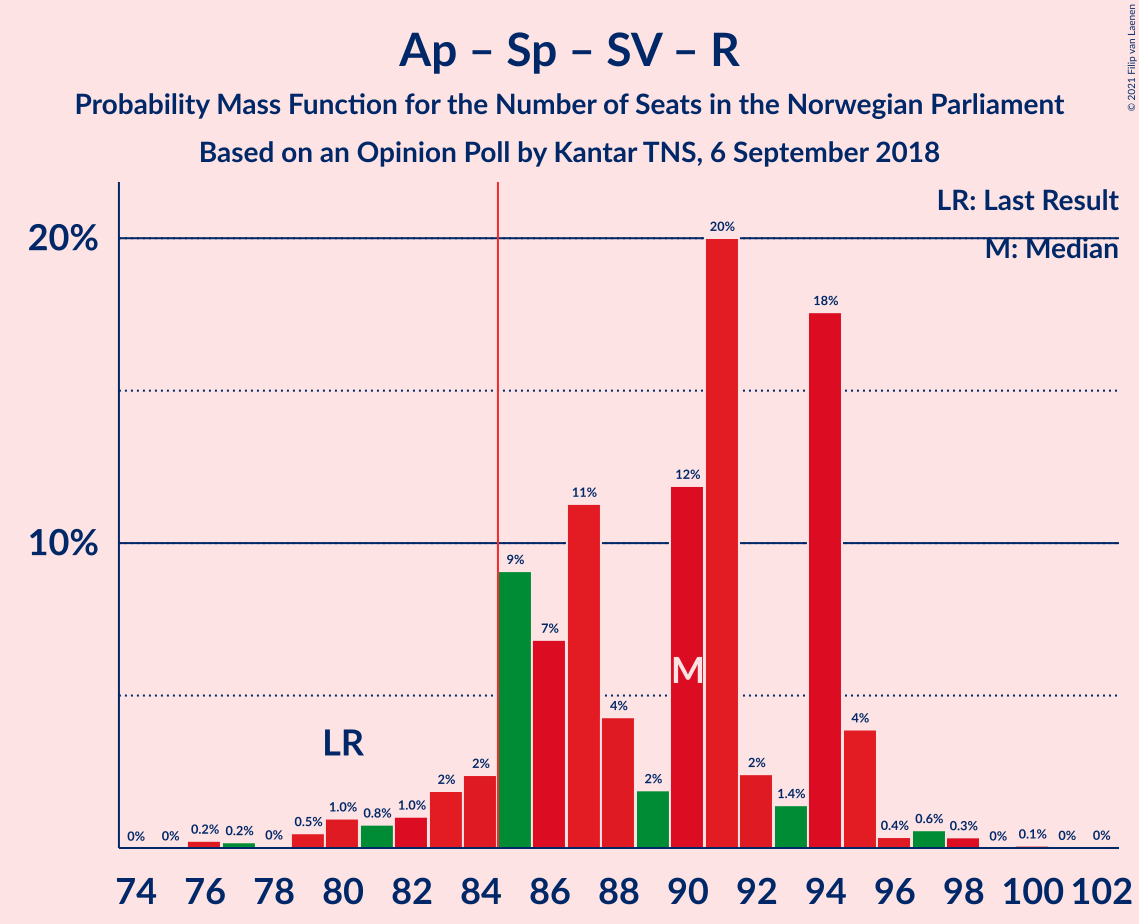 Ap – Sp – SV – R
Probability Mass Function for the Number of Seats in the Norwegian Parliament
Based on an Opinion Poll by Kantar TNS, 6 September 2018
© 2021 Filip van Laenen
LR: Last Result
M: Median
20%
10%
0% 0% 0.2% 0.2% 0% 0.5% 1.0% 0.8% 1.0% 2% 2% 9% 7% 11% 4% 2% 12% 20% 2% 1.4% 18% 4% 0.4% 0.6% 0.3% 0% 0.1% 0% 0%
LR
M
74 76 78 80 82 84 86 88 90 92 94 96 98 100 102